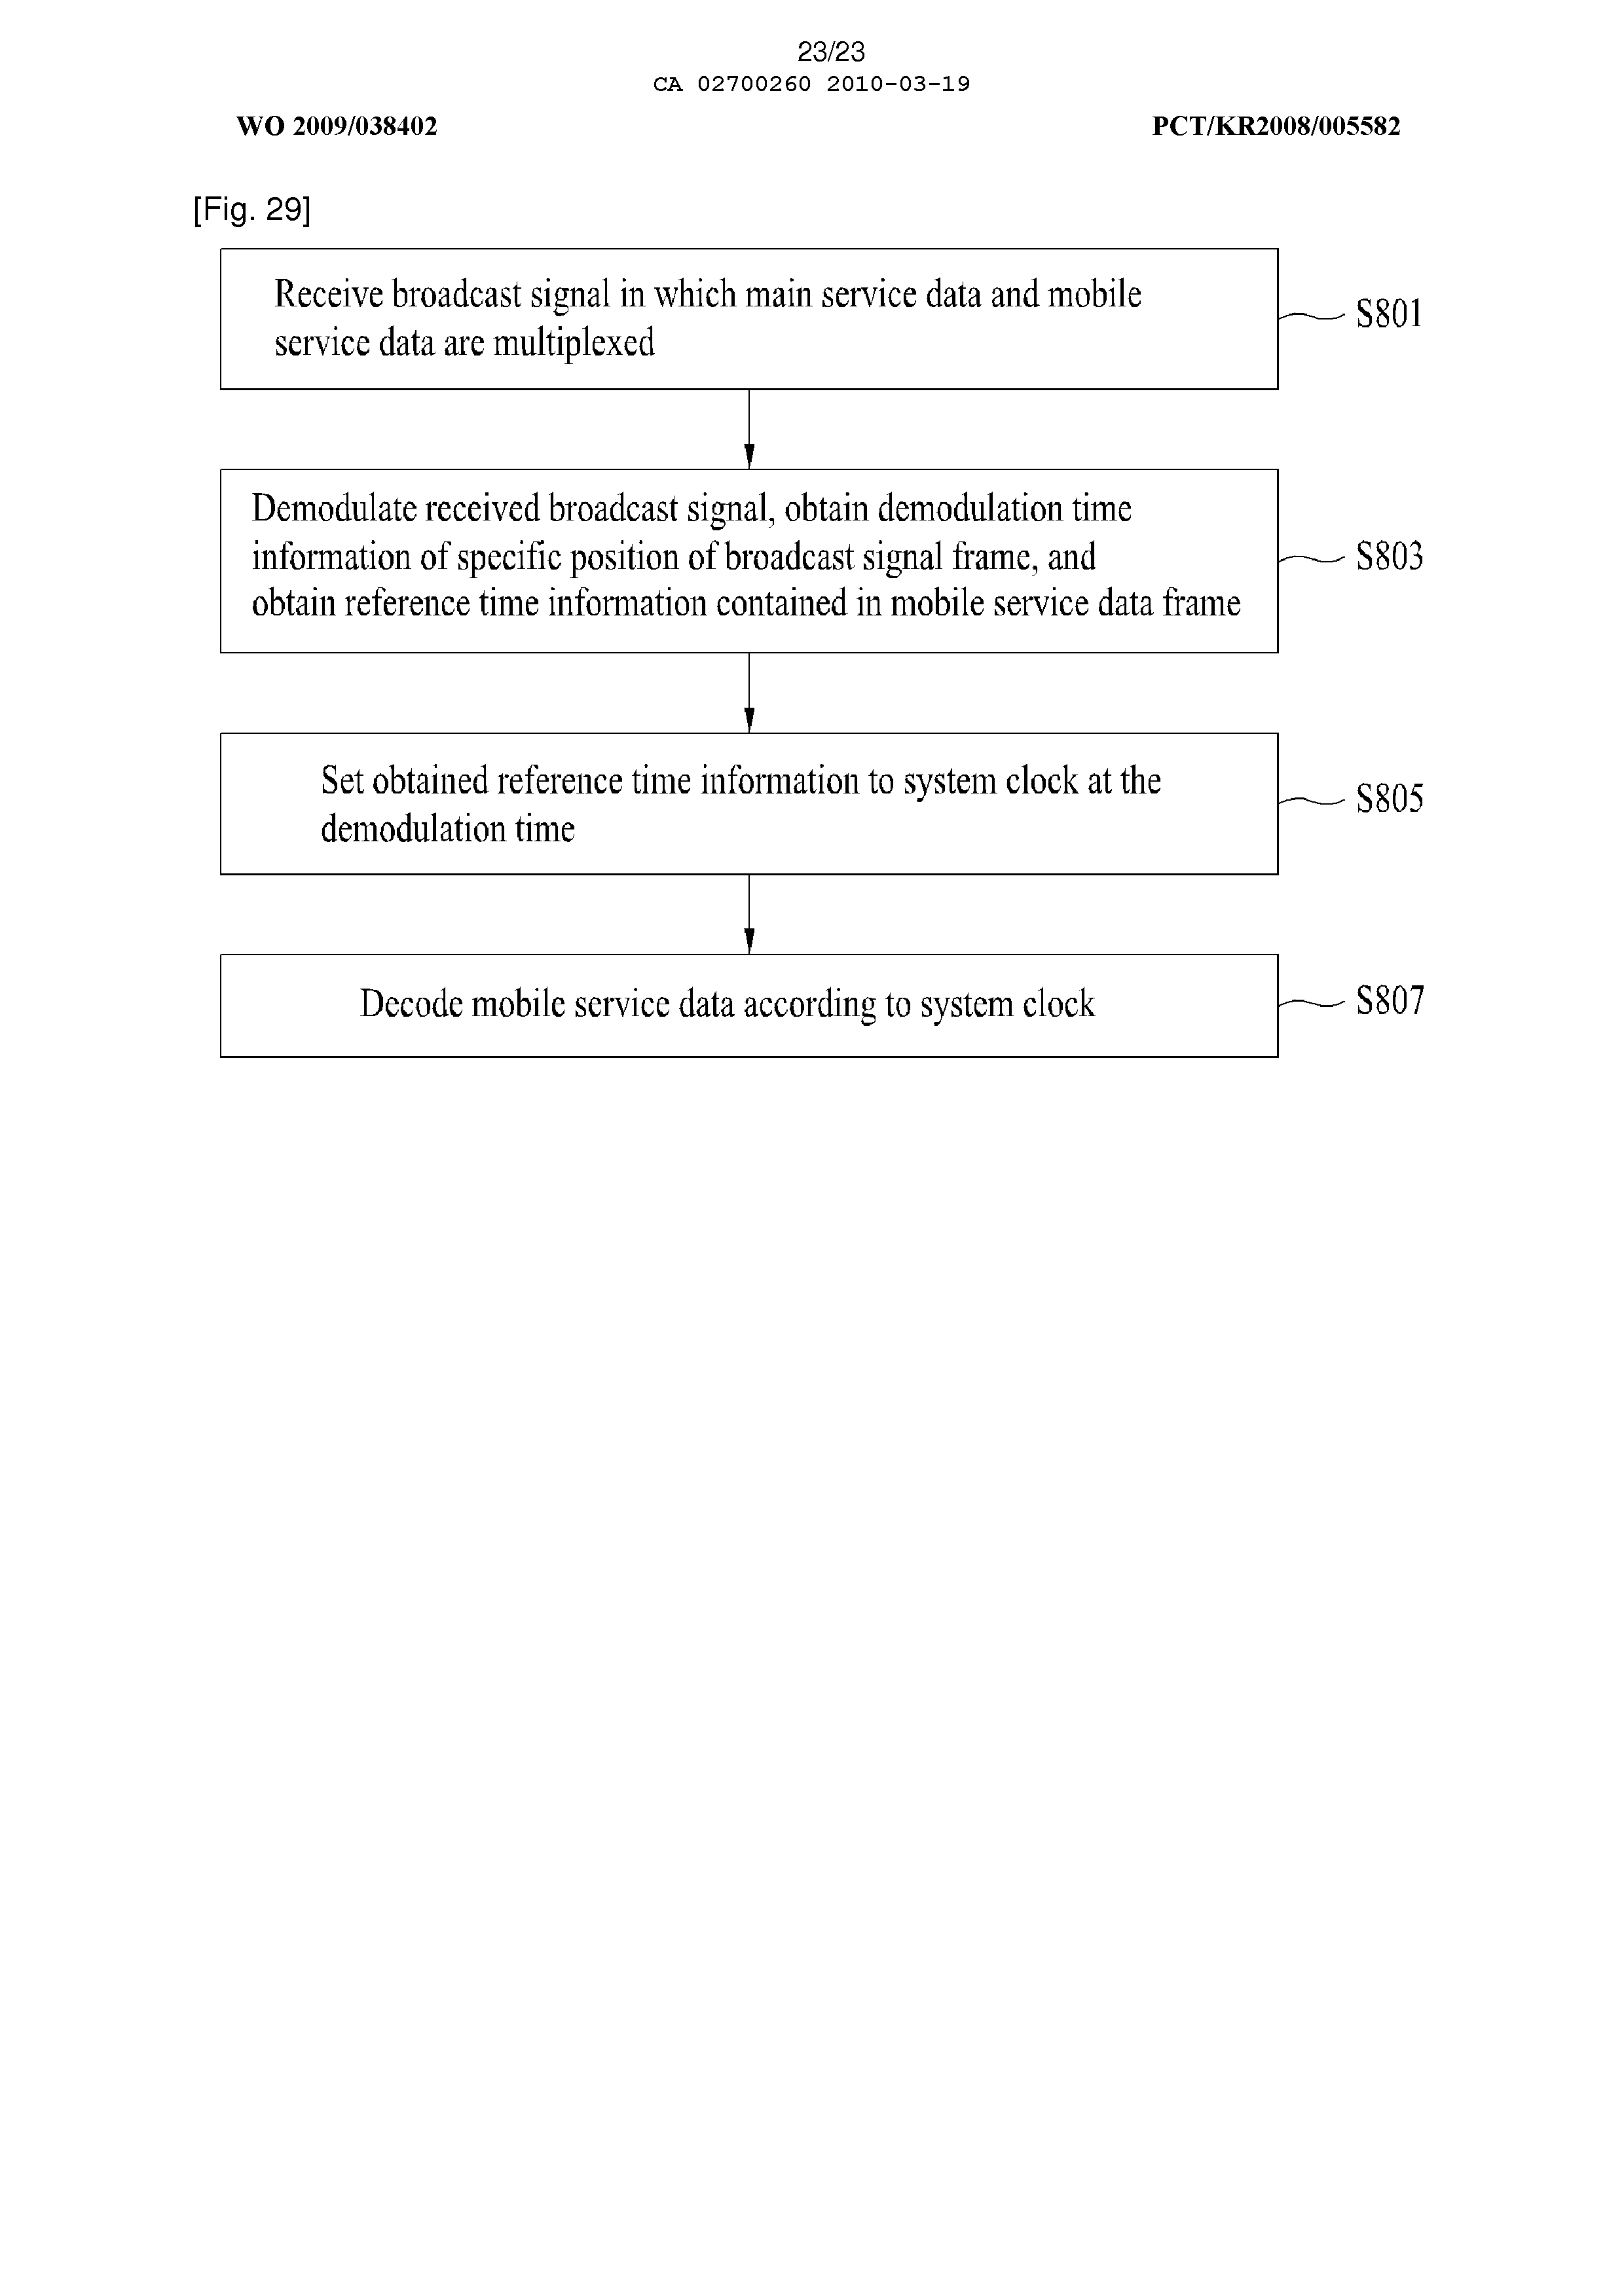 23/23
CA 02700260 2010-03-19
WO 2009/038402
PCT/KR2008/005582
[Fig. 29]
Receive broadcast signal in which main service data and mobile
service data are multiplexed
S801
Demodulate received broadcast signal, obtain demodulation time
information of specific position of broadcast signal frame, and
obtain reference time information contained in mobile service data frame
S803
Set obtained reference time information to system clock at the
demodulation time
S805
Decode mobile service data according to system clock
S807